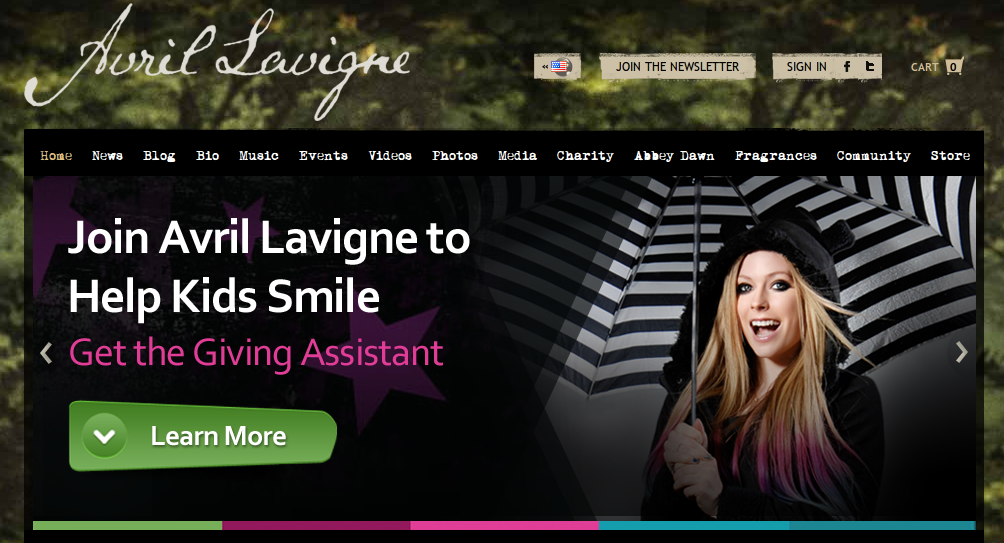 Avril Lavigne
JOIN THE NEWSLETTER
SIGN IN
CART 0
Home News Blog Bio Music Events Videos Photos Media Charity Abbey Dawn Fragrances Community Store
Join Avril Lavigne to
Help Kids Smile
Get the Giving Assistant
Learn More